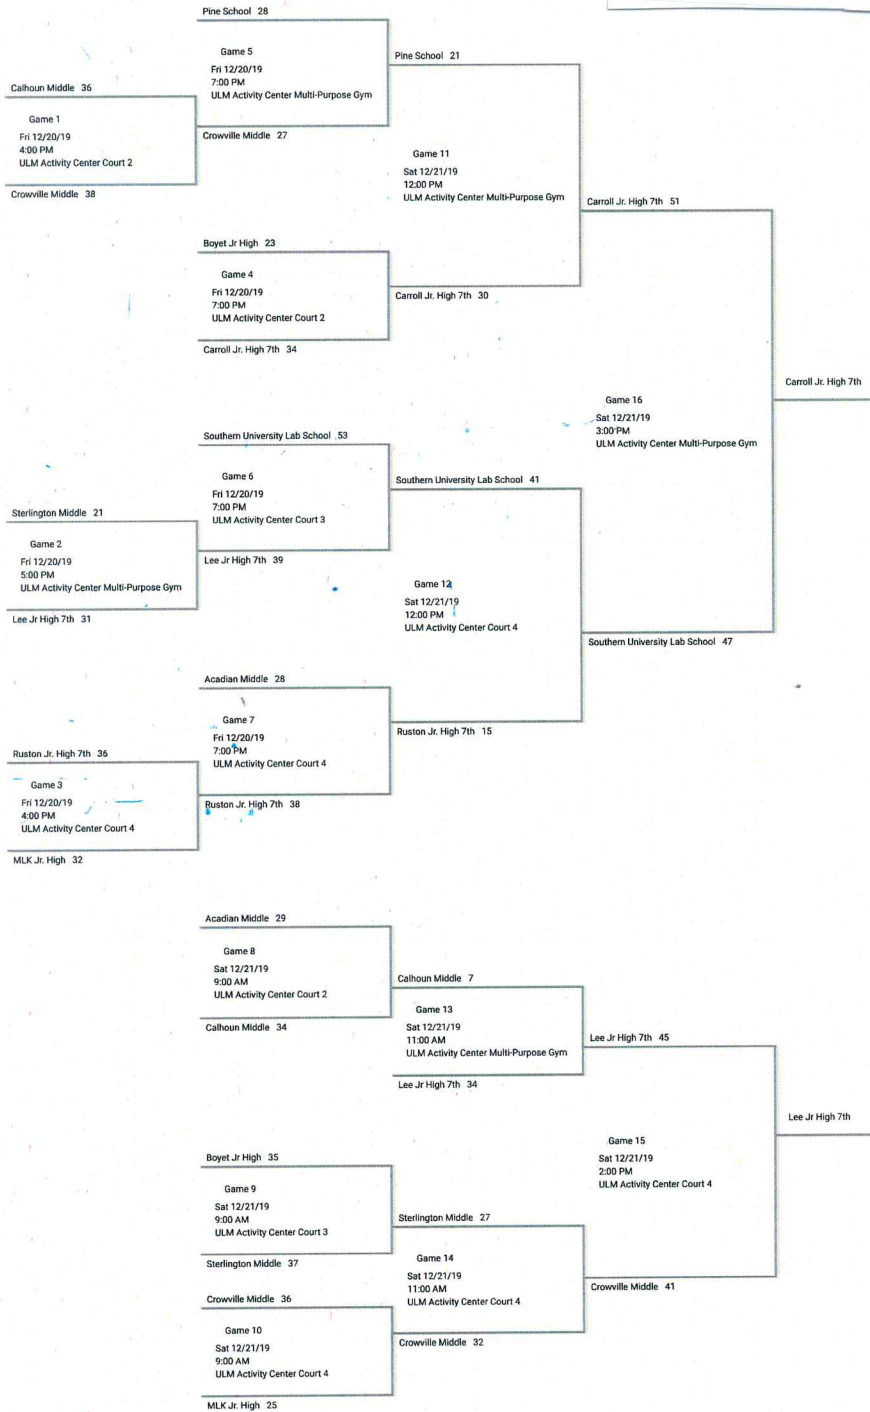 Pine School 28
Game 5
Fri 12/20/19
7:00 PM
ULM Activity Center Multi-Purpose Gym
Pine School 21
Calhoun Middle 36
Game 1
Fri 12/20/19
4:00 PM
ULM Activity Center Court 2
Crowville Middle 27
Crowville Middle 38
Game 11
Sat 12/21/19
12:00 PM
ULM Activity Center Multi-Purpose Gym
Carroll Jr. High 7th 51
Boyet Jr High 23
Game 4
Fri 12/20/19
7:00 PM
ULM Activity Center Court 2
Carroll Jr. High 7th 30
Carroll Jr. High 7th 34
Carroll Jr. High 7th
Game 16
Sat 12/21/19
3:00 PM
ULM Activity Center Multi-Purpose Gym
Southern University Lab School 53
Game 6
Fri 12/20/19
7:00 PM
ULM Activity Center Court 3
Southern University Lab School 41
Sterlington Middle 21
Game 2
Fri 12/20/19
5:00 PM
ULM Activity Center Multi-Purpose Gym
Lee Jr High 7th 39
Lee Jr High 7th 31
Game 12
Sat 12/21/19
12:00 PM
ULM Activity Center Court 4
Southern University Lab School 47
Acadian Middle 28
Game 7
Fri 12/20/19
7:00 PM
ULM Activity Center Court 4
Ruston Jr. High 7th 15
Ruston Jr. High 7th 36
Game 3
Fri 12/20/19
4:00 PM
ULM Activity Center Court 4
Ruston Jr. High 7th 38
MLK Jr. High 32
Acadian Middle 29
Game 8
Sat 12/21/19
9:00 AM
ULM Activity Center Court 2
Calhoun Middle 34
Calhoun Middle 7
Game 13
Sat 12/21/19
11:00 AM
ULM Activity Center Multi-Purpose Gym
Lee Jr High 7th 34
Lee Jr High 7th 45
Lee Jr High 7th
Game 15
Sat 12/21/19
2:00 PM
ULM Activity Center Court 4
Boyet Jr High 35
Game 9
Sat 12/21/19
9:00 AM
ULM Activity Center Court 3
Sterlington Middle 37
Sterlington Middle 27
Game 14
Sat 12/21/19
11:00 AM
ULM Activity Center Court 4
Crowville Middle 32
Crowville Middle 41
Crowville Middle 36
Game 10
Sat 12/21/19
9:00 AM
ULM Activity Center Court 4
MLK Jr. High 25